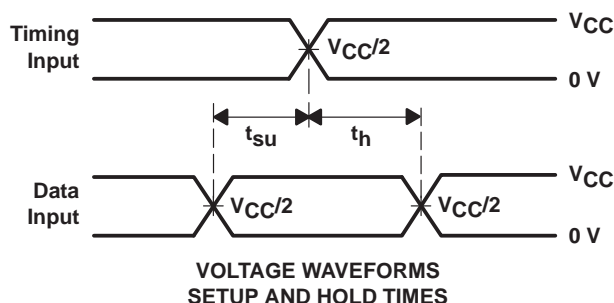 Timing
Input
VCC
VCC/2
0 V
tsu
th
Data
Input
VCC
VCC/2
VCC/2
0 V
VOLTAGE WAVEFORMS
SETUP AND HOLD TIMES